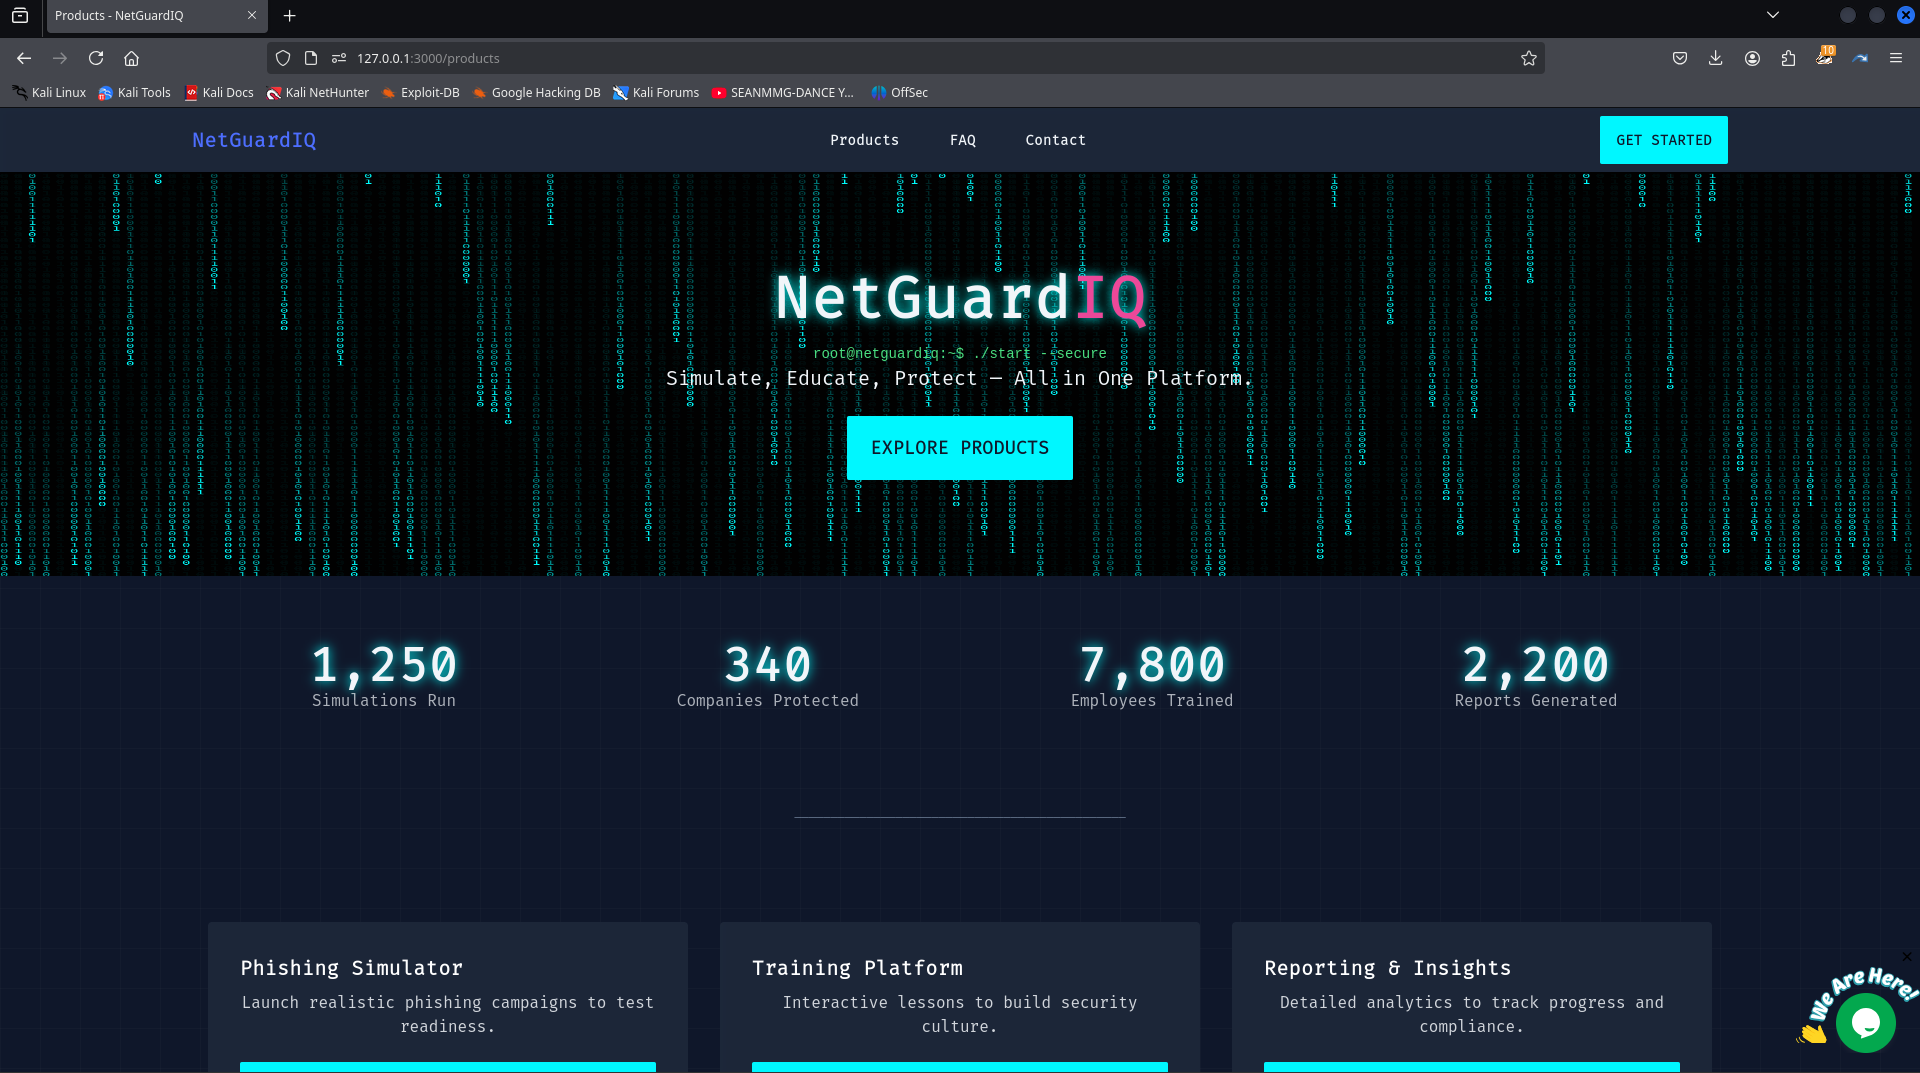 Products - NetGuardIQ
127.0.0.1:3000/products
10
Kali Linux
Kali Tools
Kali Docs
Kali NetHunter
Exploit-DB
Google Hacking DB
Kali Forums
SEANMMG-DANCE Y...
OffSec
NetGuardIQ
Products
FAQ
Contact
GET STARTED
NetGuardIQ
root@netguardiq:~$ ./start --secure
Simulate, Educate, Protect — All in One Platform.
EXPLORE PRODUCTS
1,250
Simulations Run
340
Companies Protected
7,800
Employees Trained
2,200
Reports Generated
Phishing Simulator
Launch realistic phishing campaigns to test
readiness.
Training Platform
Interactive lessons to build security
culture.
Reporting & Insights
Detailed analytics to track progress and
compliance.
We Are Here!